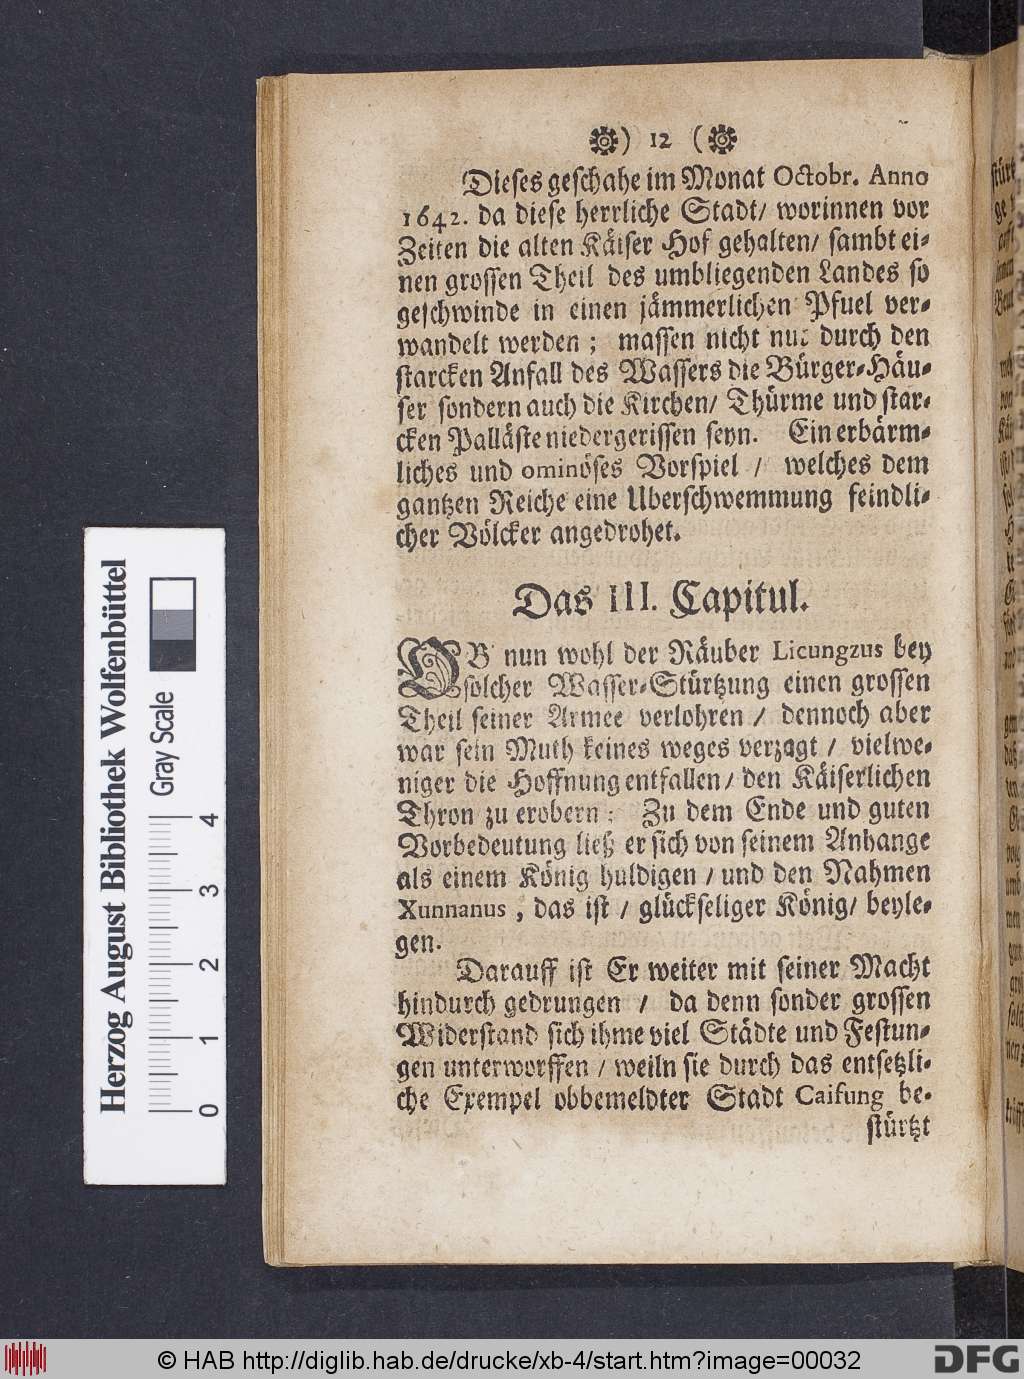 ) 12 (
Dieses geschahe im Monat Octobr. Anno
1642. da diese herrliche Stadt/ worinnen vor
Zeiten die alten Käiser Hof gehalten/ sambt ei-
nen grossen Theil des umbliegenden Landes so
geschwinde in einen jämmerlichen Pfuel ver-
wandelt werden; massen nicht nur durch den
starcken Anfall des Wassers die Bürger-Häu-
ser sondern auch die Kirchen/ Thürme und star-
cken Palläste niedergerissen seyn. Ein erbärm-
liches und ominöses Vorspiel / welches dem
gantzen Reiche eine Uberschwemmung feindli-
cher Völcker angedrohet.
Das III. Capitul.
OB nun wohl der Räuber Licungzus bey
solcher Wasser-Stürtzung einen grossen
Theil seiner Armee verlohren / dennoch aber
war sein Muth keines weges verzagt / vielwe-
niger die Hoffnung entfallen/ den Käiserlichen
Thron zu erobern: Zu dem Ende und guten
Vorbedeutung ließ er sich von seinem Anhange
als einem König huldigen / und den Nahmen
Xunnanus, das ist / glückseliger König/ beyle-
gen.
Darauff ist Er weiter mit seiner Macht
hindurch gedrungen / da denn sonder grossen
Widerstand sich ihme viel Städte und Festun-
gen unterworffen / weiln sie durch das entsetzli-
che Exempel obbemeldter Stadt Caifung be-
stürtzt
Herzog August Bibliothek Wolfenbüttel
Gray Scale
0 1 2 3 4
© HAB http://diglib.hab.de/drucke/xb-4/start.htm?image=00032
DFG